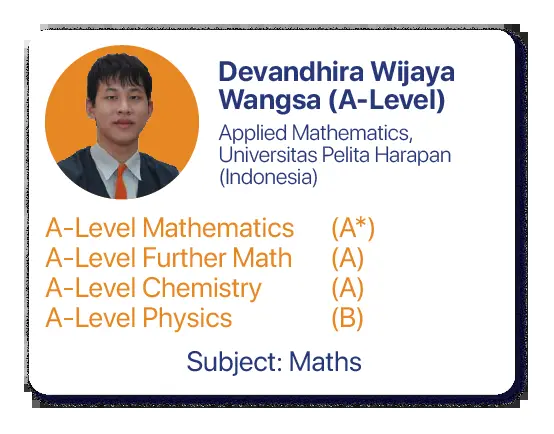 Devandhira Wijaya
Wangsa (A-Level)
Applied Mathematics,
Universitas Pelita Harapan
(Indonesia)
A-Level Mathematics (A*)
A-Level Further Math (A)
A-Level Chemistry (A)
A-Level Physics (B)
Subject: Maths